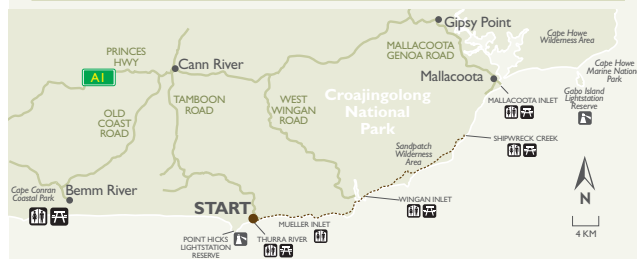 Gipsy Point
Cape Howe
Wilderness Area
PRINCES
HWY
MALLACOOTA
GENOA ROAD
Cann River
A1
Mallacoota
Cape Howe
Marine National
Park
Gabo Island
Lightstation
Reserve
MALLACOOTA INLET
TAMBOON
ROAD
WEST
WINGAN
ROAD
Croajingolong
National
Park
OLD
COAST
ROAD
SHIPWRECK CREEK
Sandpatch
Wilderness
Area
N
Cape Conran
Coastal Park
Bemm River
WINGAN INLET
START
MUELLER INLET
4 KM
POINT HICKS
LIGHTSTATION
RESERVE
THURRA RIVER